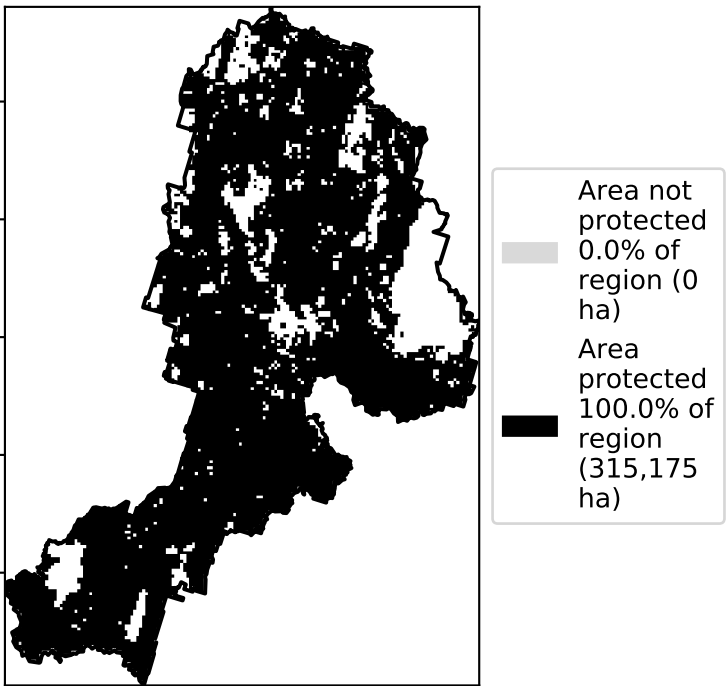 Area not
protected
0.0% of
region (0
ha)
Area
protected
100.0% of
region
(315,175
ha)